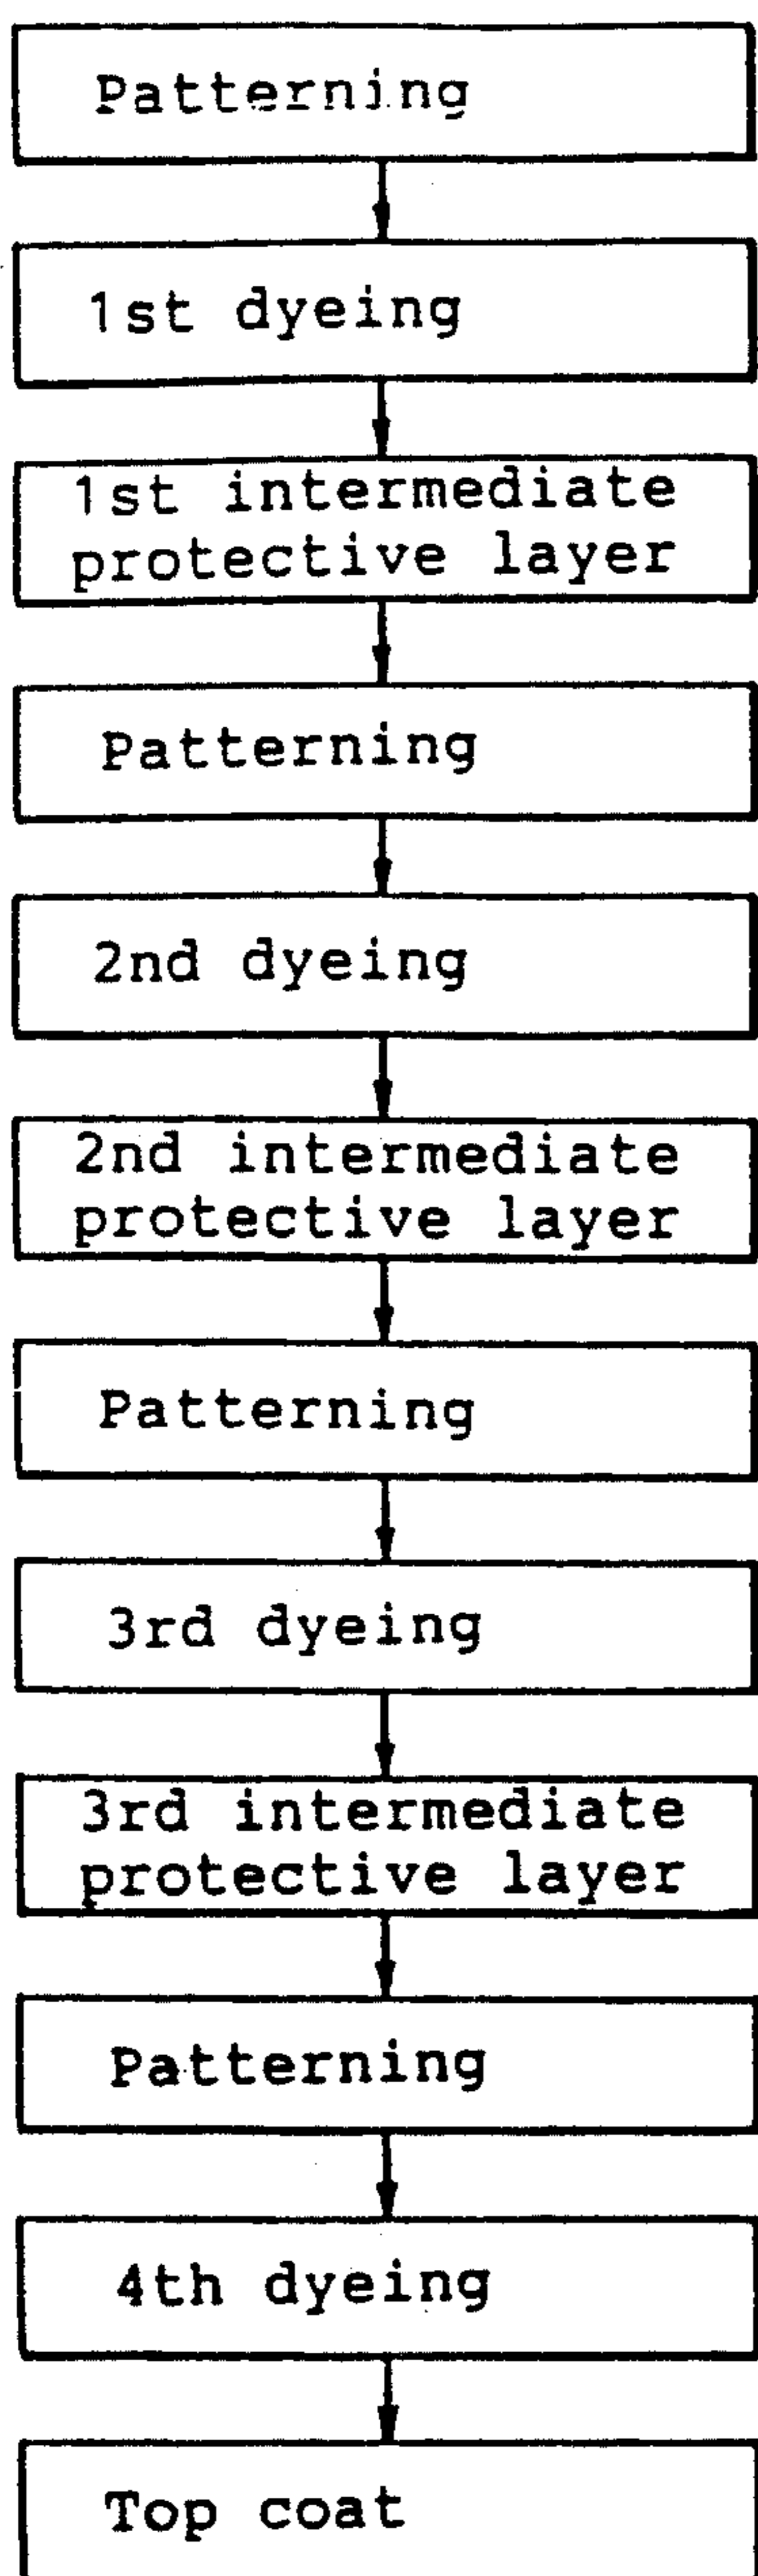 Patterning
1st dyeing
1st intermediate
protective layer
Patterning
2nd dyeing
2nd intermediate
protective layer
Patterning
3rd dyeing
3rd intermediate
protective layer
Patterning
4th dyeing
Top coat